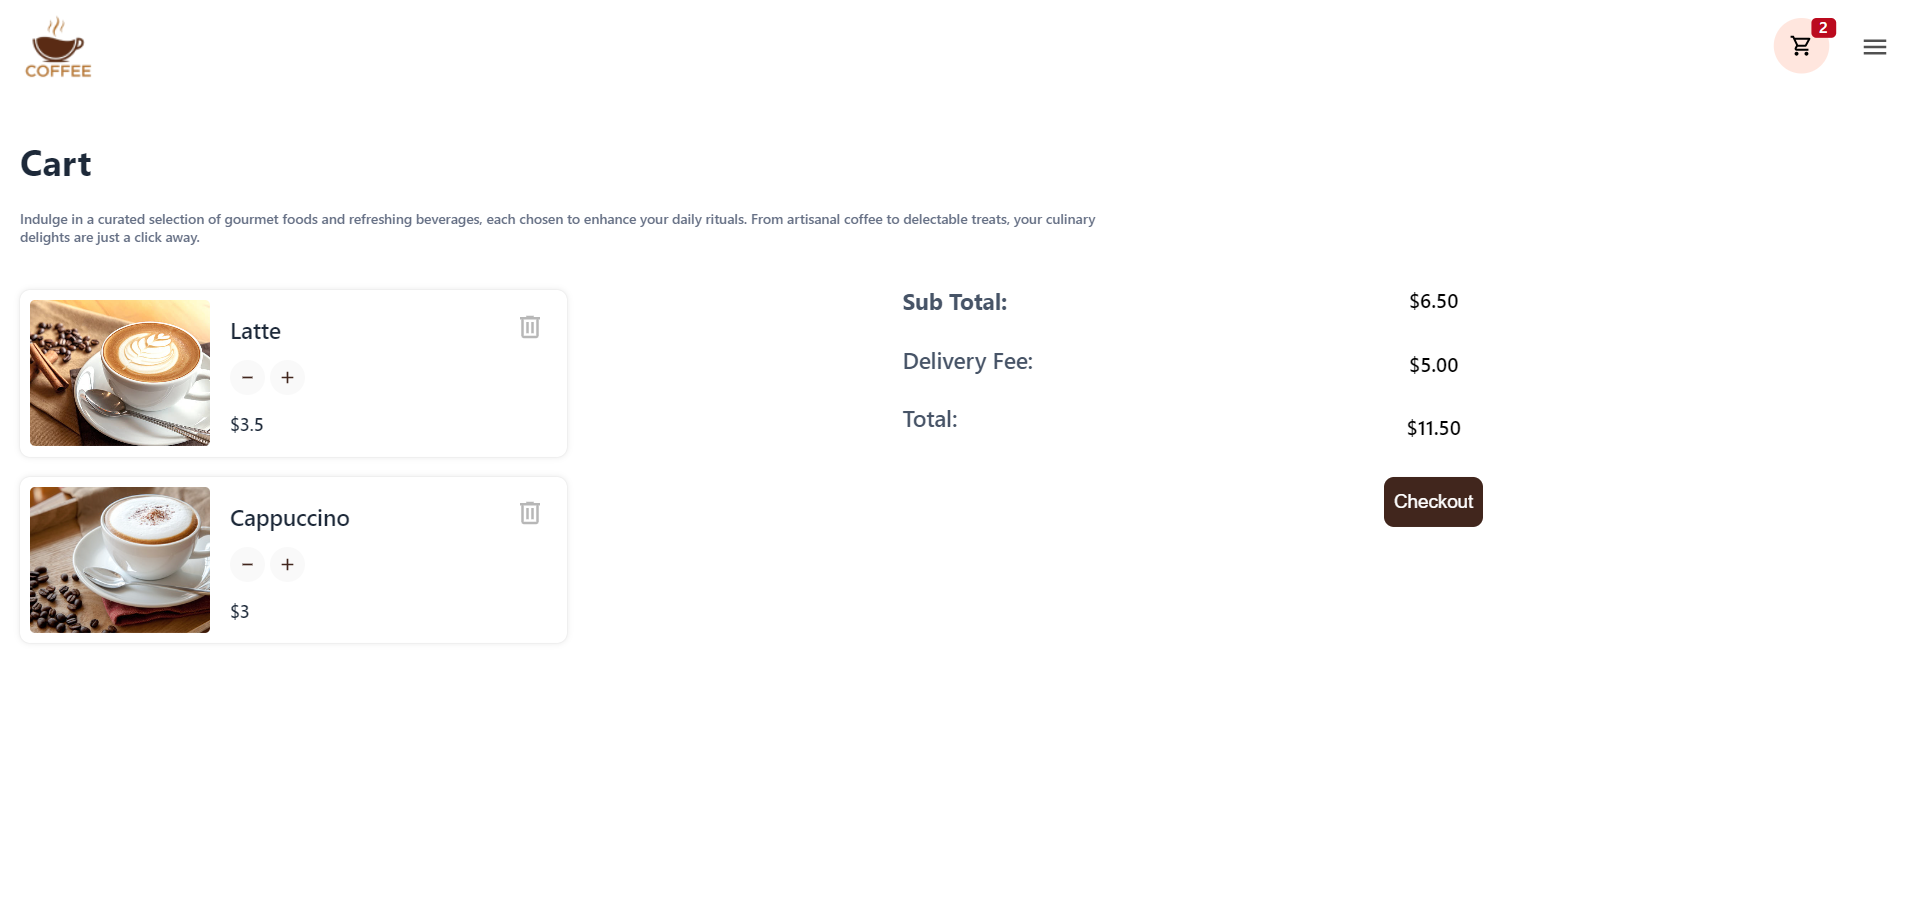 COFFEE
2
Cart
Indulge in a curated selection of gourmet foods and refreshing beverages, each chosen to enhance your daily rituals. From artisanal coffee to delectable treats, your culinary
delights are just a click away.
Latte
− +
$3.5
Cappuccino
− +
$3
Sub Total: $6.50
Delivery Fee: $5.00
Total: $11.50
Checkout